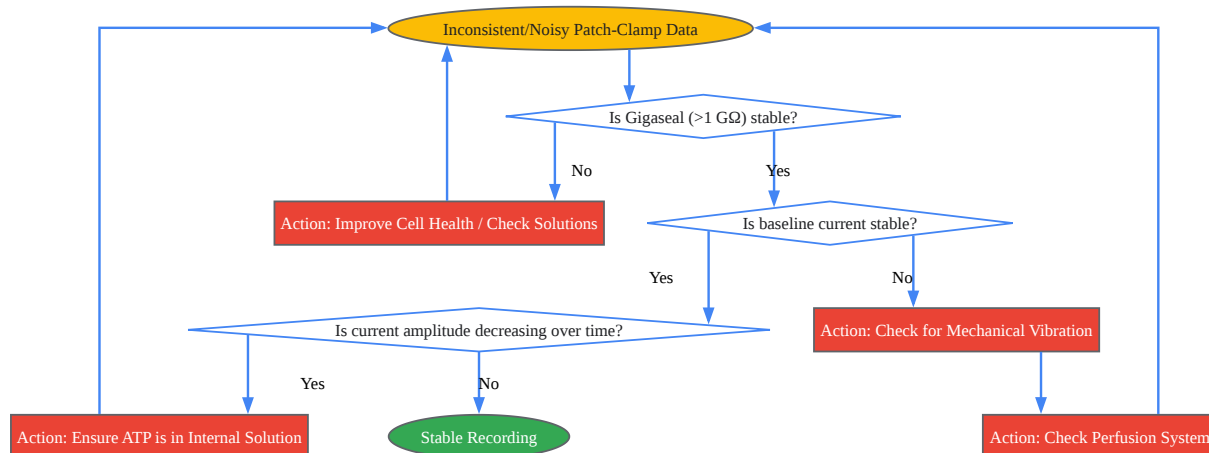 Inconsistent/Noisy Patch-Clamp Data
Is Gigaseal (>1 GΩ) stable?
No
Yes
Action: Improve Cell Health / Check Solutions
Is baseline current stable?
Yes
No
Action: Check for Mechanical Vibration
Is current amplitude decreasing over time?
Yes
No
Action: Ensure ATP is in Internal Solution
Stable Recording
Action: Check Perfusion System